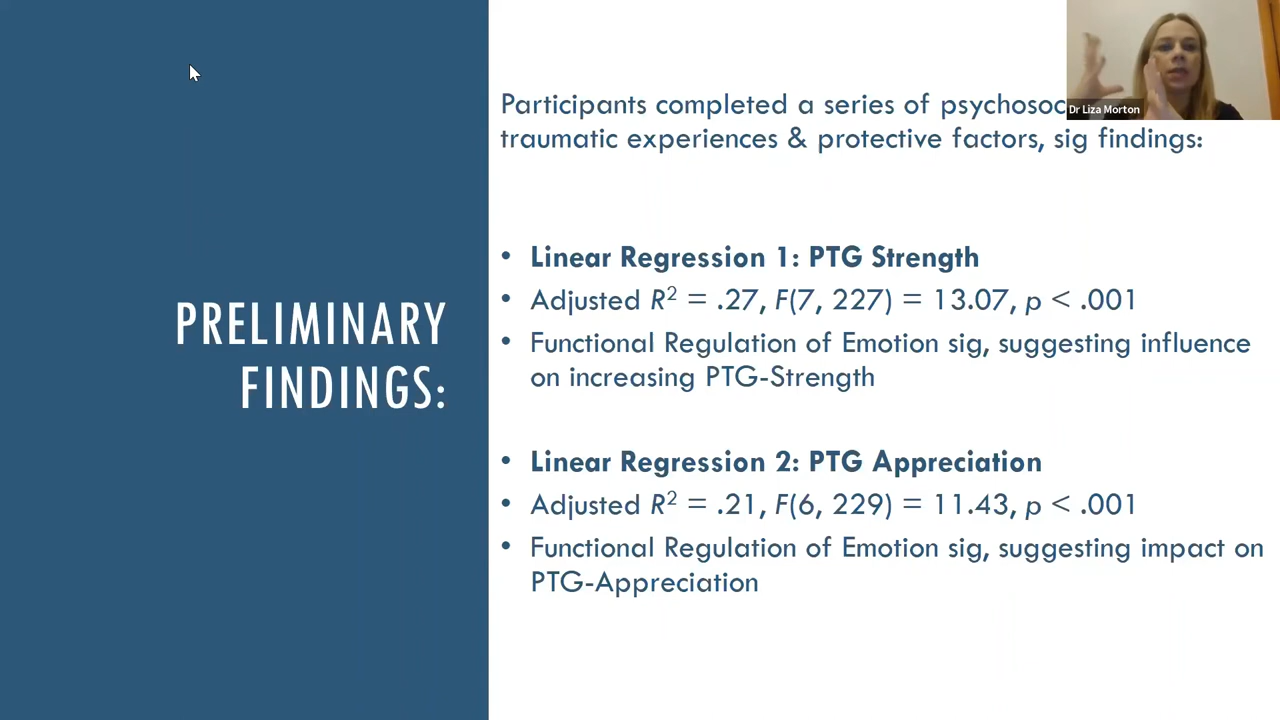 PRELIMINARY
FINDINGS:
Participants completed a series of
traumatic experiences & protective factors, sig findings:
• Linear Regression 1: PTG Strength
• Adjusted R² = .27, F(7, 227) = 13.07, p < .001
• Functional Regulation of Emotion sig, suggesting influence
on increasing PTG-Strength
• Linear Regression 2: PTG Appreciation
• Adjusted R² = .21, F(6, 229) = 11.43, p < .001
• Functional Regulation of Emotion sig, suggesting impact on
PTG-Appreciation
Dr Liza Morton